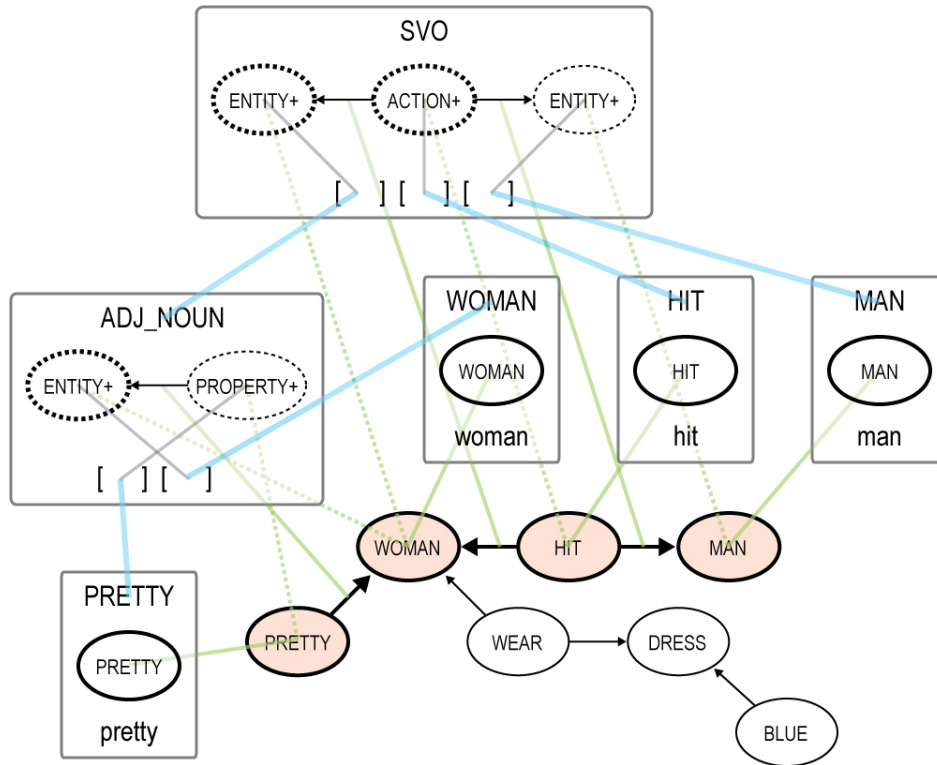 SVO
ENTITY+ ACTION+ ENTITY+
[ ] [ ] [ ]
ADJ_NOUN
ENTITY+ PROPERTY+
[ ] [ ]
WOMAN
WOMAN
woman
HIT
HIT
hit
MAN
MAN
man
WOMAN HIT MAN
PRETTY
PRETTY
pretty
PRETTY WEAR DRESS
BLUE